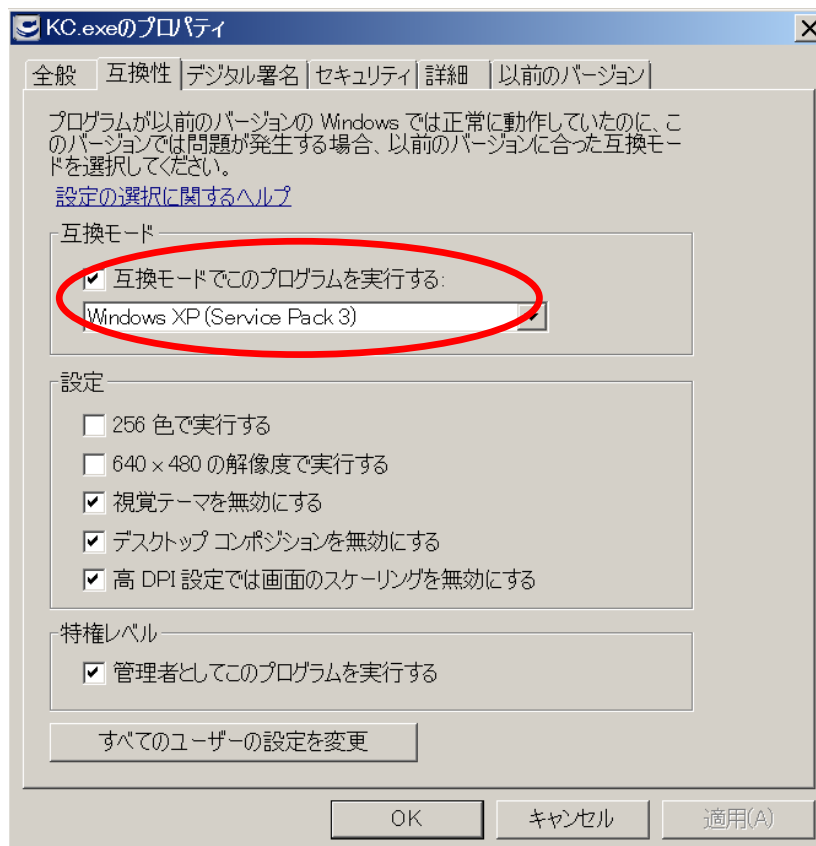 KC.exeのプロパティ
全般 互換性 デジタル署名 セキュリティ 詳細 以前のバージョン
プログラムが以前のバージョンの Windows では正常に動作していたのに、こ
のバージョンでは問題が発生する場合、以前のバージョンに合った互換モー
ドを選択してください。
設定の選択に関するヘルプ
互換モード
互換モードでこのプログラムを実行する:
Windows XP (Service Pack 3)
設定
256 色で実行する
640 × 480 の解像度で実行する
視覚テーマを無効にする
デスクトップ コンポジションを無効にする
高 DPI 設定では画面のスケーリングを無効にする
特権レベル
管理者としてこのプログラムを実行する
すべてのユーザーの設定を変更
OK キャンセル 適用(A)